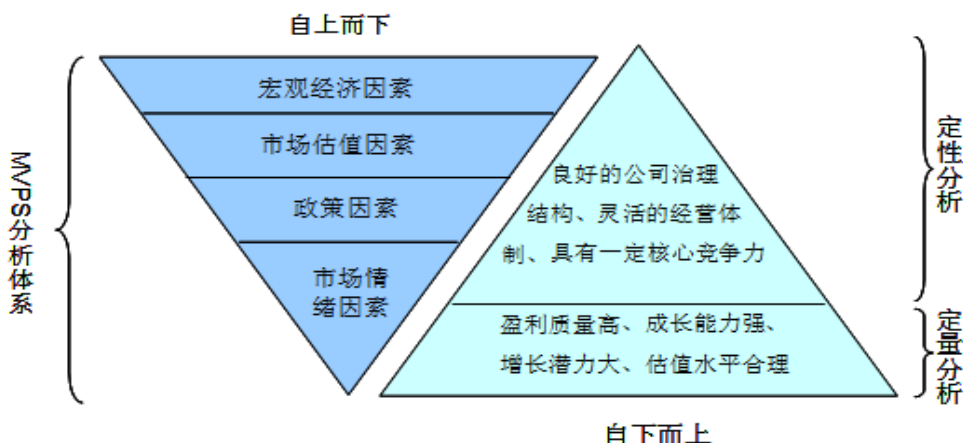 自上而下
MVPS分析体系
宏观经济因素
市场估值因素
政策因素
市场情
绪因素
良好的公司治理
结构、灵活的经营体
制、具有一定核心竞争力
盈利质量高、成长能力强、
增长潜力大、估值水平合理
定性分析
定量分析
自下而上